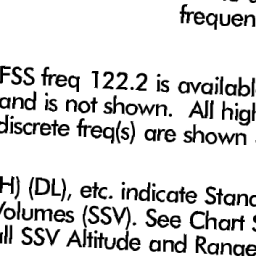 frequen
FSS freq 122.2 is availabl
and is not shown. All high
discrete freq(s) are shown
H) (DL), etc. indicate Stand
Volumes (SSV). See Chart S
all SSV Altitude and Range